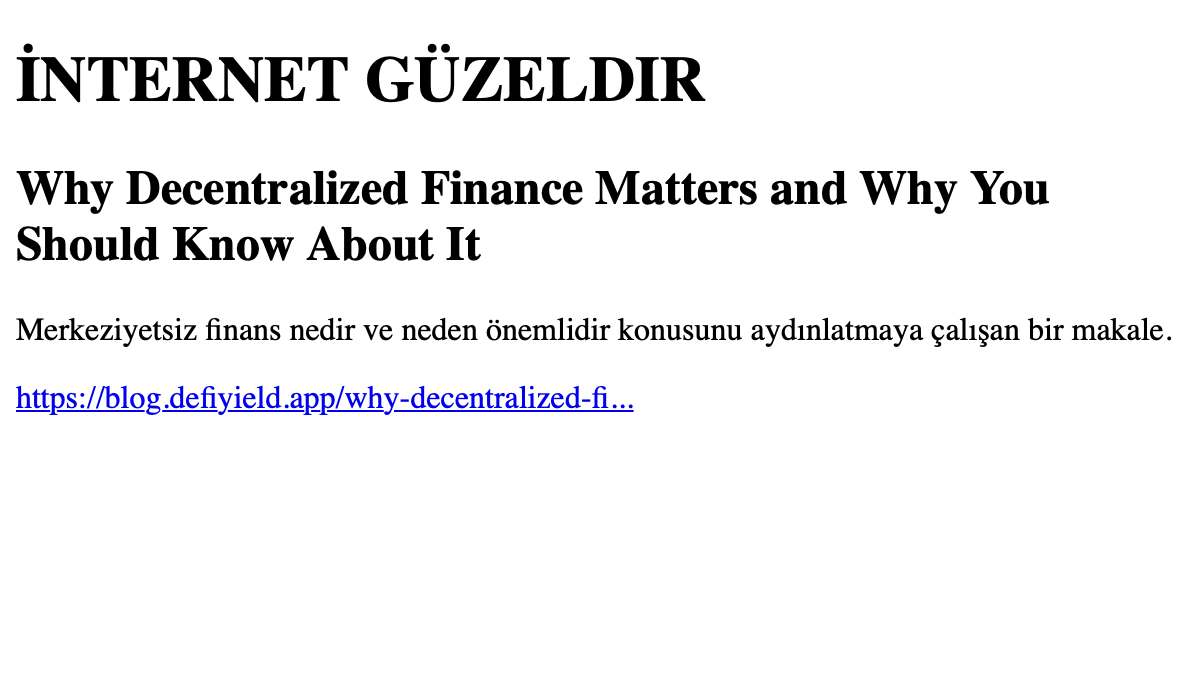 İNTERNET GÜZELDIR
Why Decentralized Finance Matters and Why You
Should Know About It
Merkeziyetsiz finans nedir ve neden önemlidir konusunu aydınlatmaya çalışan bir makale.
https://blog.defiyield.app/why-decentralized-fi...